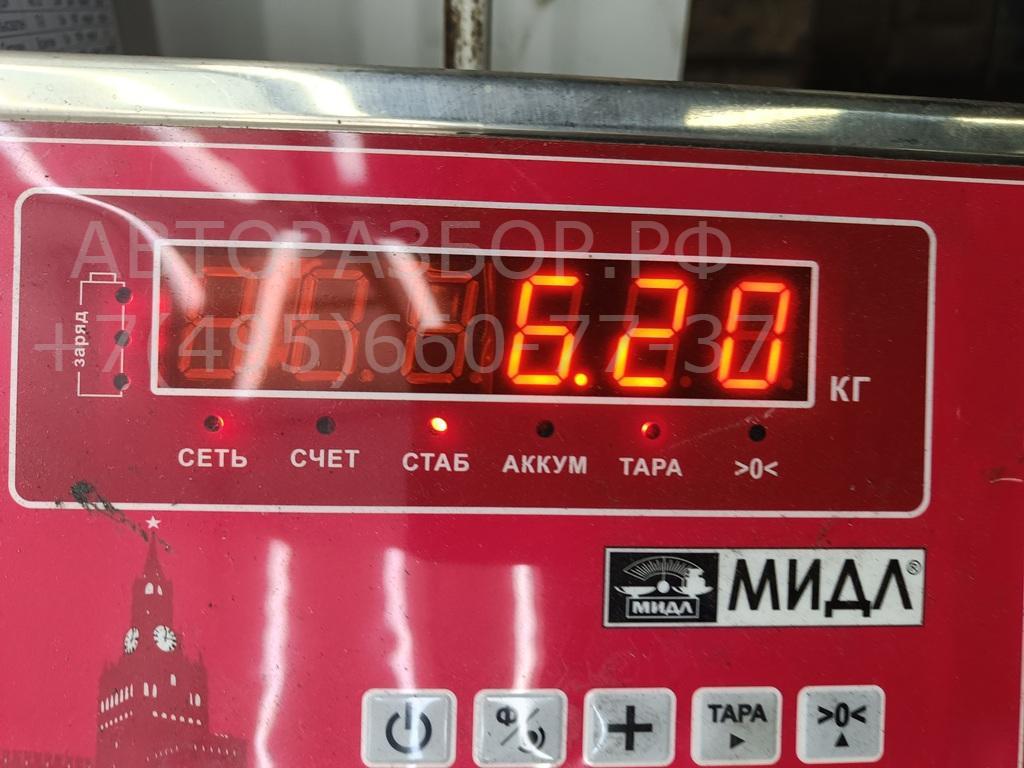 АВТОРАЗБОР.РФ
+7(495)660-77-37
заряд
6.20
КГ
СЕТЬ СЧЕТ СТАБ АККУМ ТАРА >0<
МИДЛ
МИДЛ®
ТАРА >0<